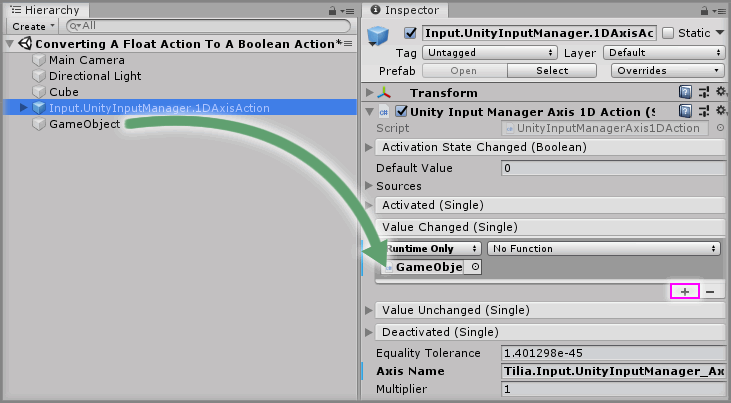 Hierarchy
Create
All
Converting A Float Action To A Boolean Action*
Main Camera
Directional Light
Cube
Input.UnityInputManager.1DAxisAction
GameObject
Inspector
Input.UnityInputManager.1DAxisAc
Static
Tag Untagged Layer Default
Prefab Open Select Overrides
Transform
Unity Input Manager Axis 1D Action (S
Script UnityInputManagerAxis1DAction
Activation State Changed (Boolean)
Default Value 0
Sources
Activated (Single)
Value Changed (Single)
Runtime Only No Function
GameObje
Value Unchanged (Single)
Deactivated (Single)
Equality Tolerance 1.401298e-45
Axis Name Tilia.Input.UnityInputManager_Ax
Multiplier 1